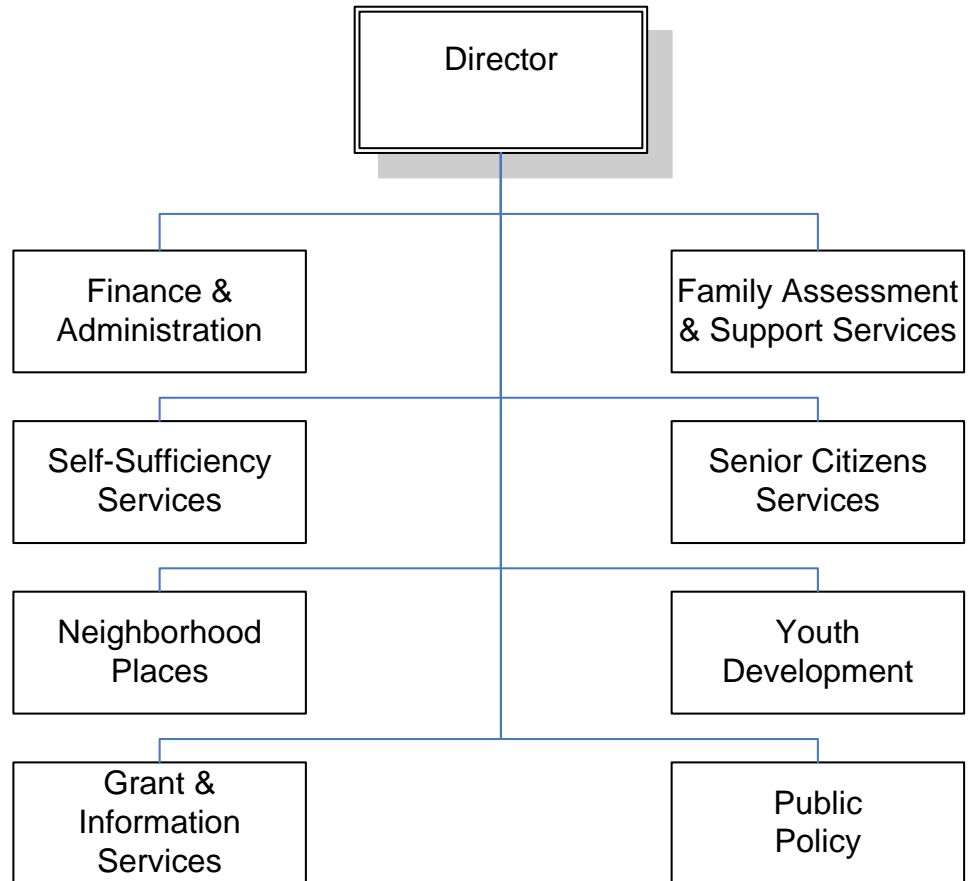 Director
Finance &
Administration
Family Assessment
& Support Services
Self-Sufficiency
Services
Senior Citizens
Services
Neighborhood
Places
Youth
Development
Grant &
Information
Services
Public
Policy